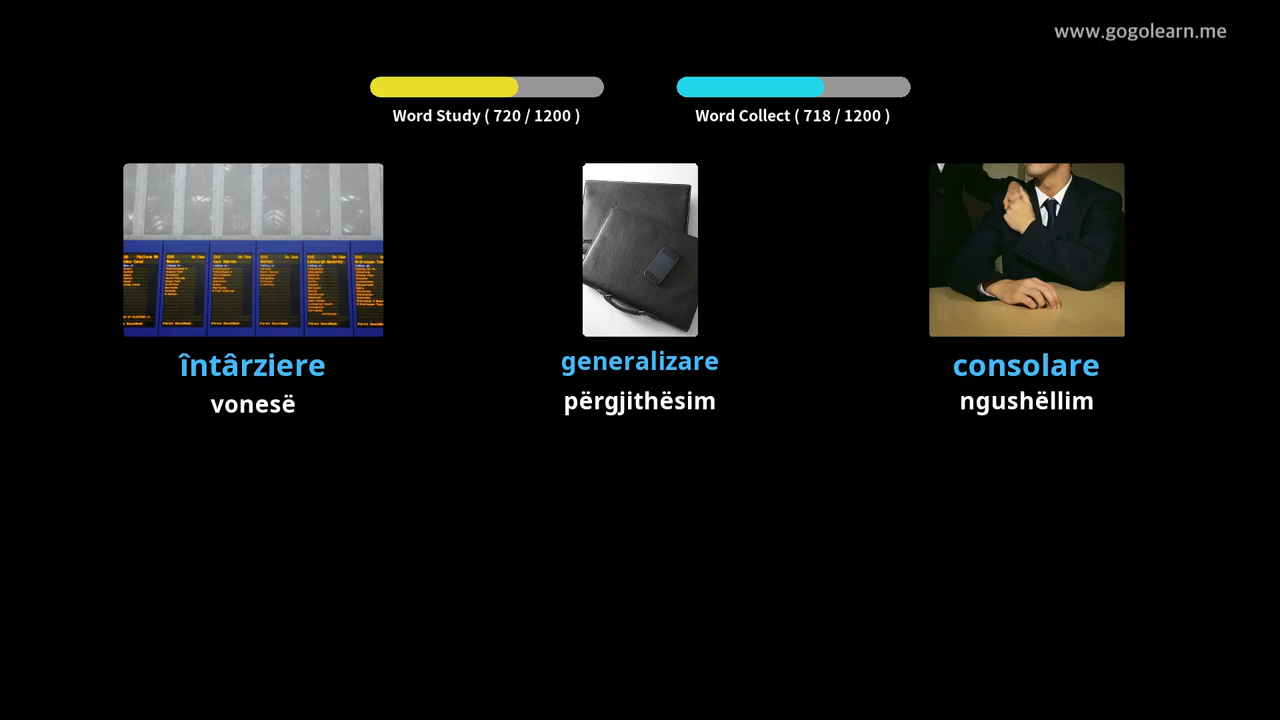 www.gogolearn.me
Word Study ( 720 / 1200 )
Word Collect ( 718 / 1200 )
întârziere
generalizare
consolare
vonesë
përgjithësim
ngushëllim